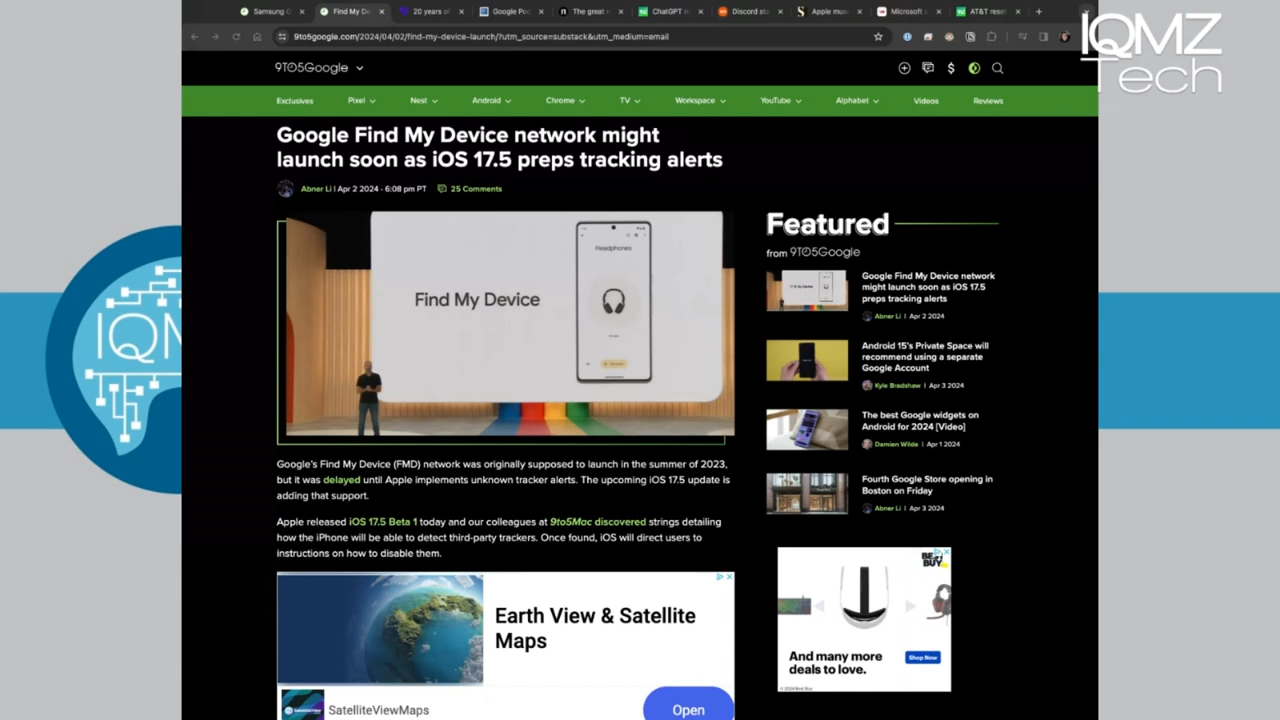 Samsung G
Find My De
20 years of
Google Po
The great r
ChatGPT
Discord sta
Apple mus
Microsoft
AT&T rese
9to5google.com/2024/04/02/find-my-device-launch/?utm_source=substack&utm_medium=email
IQMZ
Tech
9TO5Google
Exclusives
Pixel
Nest
Android
Chrome
TV
Workspace
YouTube
Alphabet
Videos
Reviews
Google Find My Device network might
launch soon as iOS 17.5 preps tracking alerts
Abner Li | Apr 2 2024 - 6:08 pm PT
25 Comments
Find My Device
Headphones
Google's Find My Device (FMD) network was originally supposed to launch in the summer of 2023,
but it was delayed until Apple implements unknown tracker alerts. The upcoming iOS 17.5 update is
adding that support.
Apple released iOS 17.5 Beta 1 today and our colleagues at 9to5Mac discovered strings detailing
how the iPhone will be able to detect third-party trackers. Once found, iOS will direct users to
instructions on how to disable them.
Earth View & Satellite
Maps
SatelliteViewMaps
Open
Featured
from 9TO5Google
Google Find My Device network
might launch soon as iOS 17.5
preps tracking alerts
Abner Li | Apr 2 2024
Android 15's Private Space will
recommend using a separate
Google Account
Kyle Bradshaw | Apr 3 2024
The best Google widgets on
Android for 2024 [Video]
Damien Wilde | Apr 1 2024
Fourth Google Store opening in
Boston on Friday
Abner Li | Apr 3 2024
BEST
BUY
And many more
deals to love.
Shop Now
© 2024 Best Buy
IQM